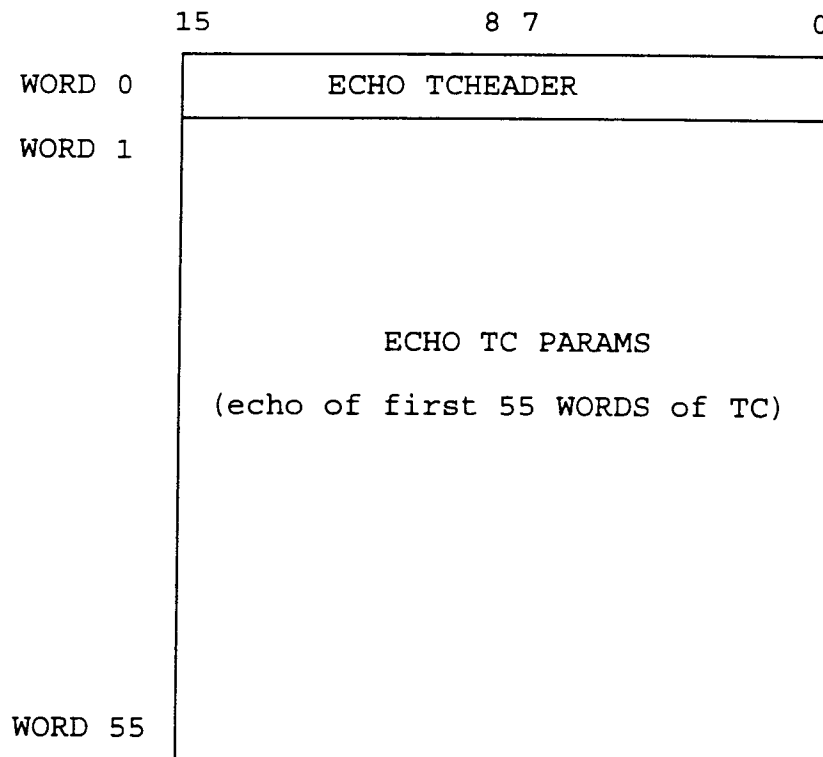 15 8 7 0
WORD 0 ECHO TCHEADER
WORD 1
ECHO TC PARAMS
(echo of first 55 WORDS of TC)
WORD 55